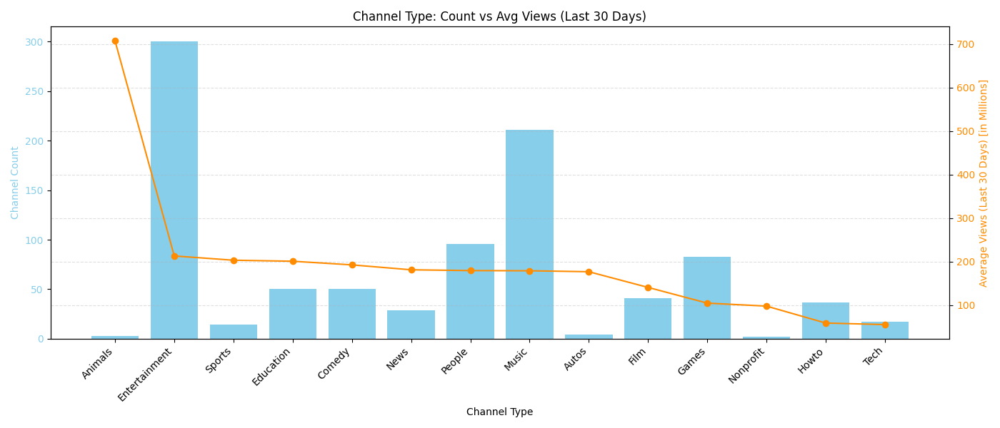 Channel Type: Count vs Avg Views (Last 30 Days)
Channel Count
300
250
200
150
100
50
0
700
600
500
400
300
200
100
Average Views (Last 30 Days) [in Millions]
Animals
Entertainment
Sports
Education
Comedy
News
People
Music
Autos
Film
Games
Nonprofit
Howto
Tech
Channel Type